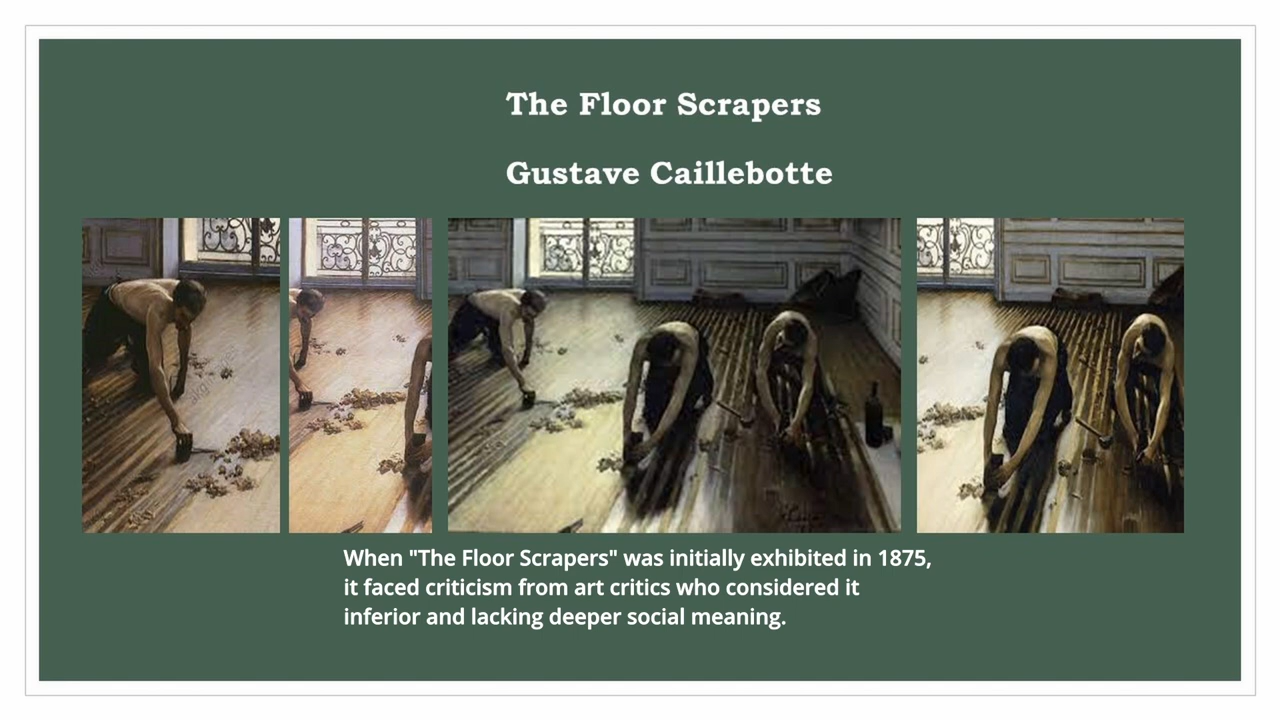 The Floor Scrapers
Gustave Caillebotte
When "The Floor Scrapers" was initially exhibited in 1875,
it faced criticism from art critics who considered it
inferior and lacking deeper social meaning.